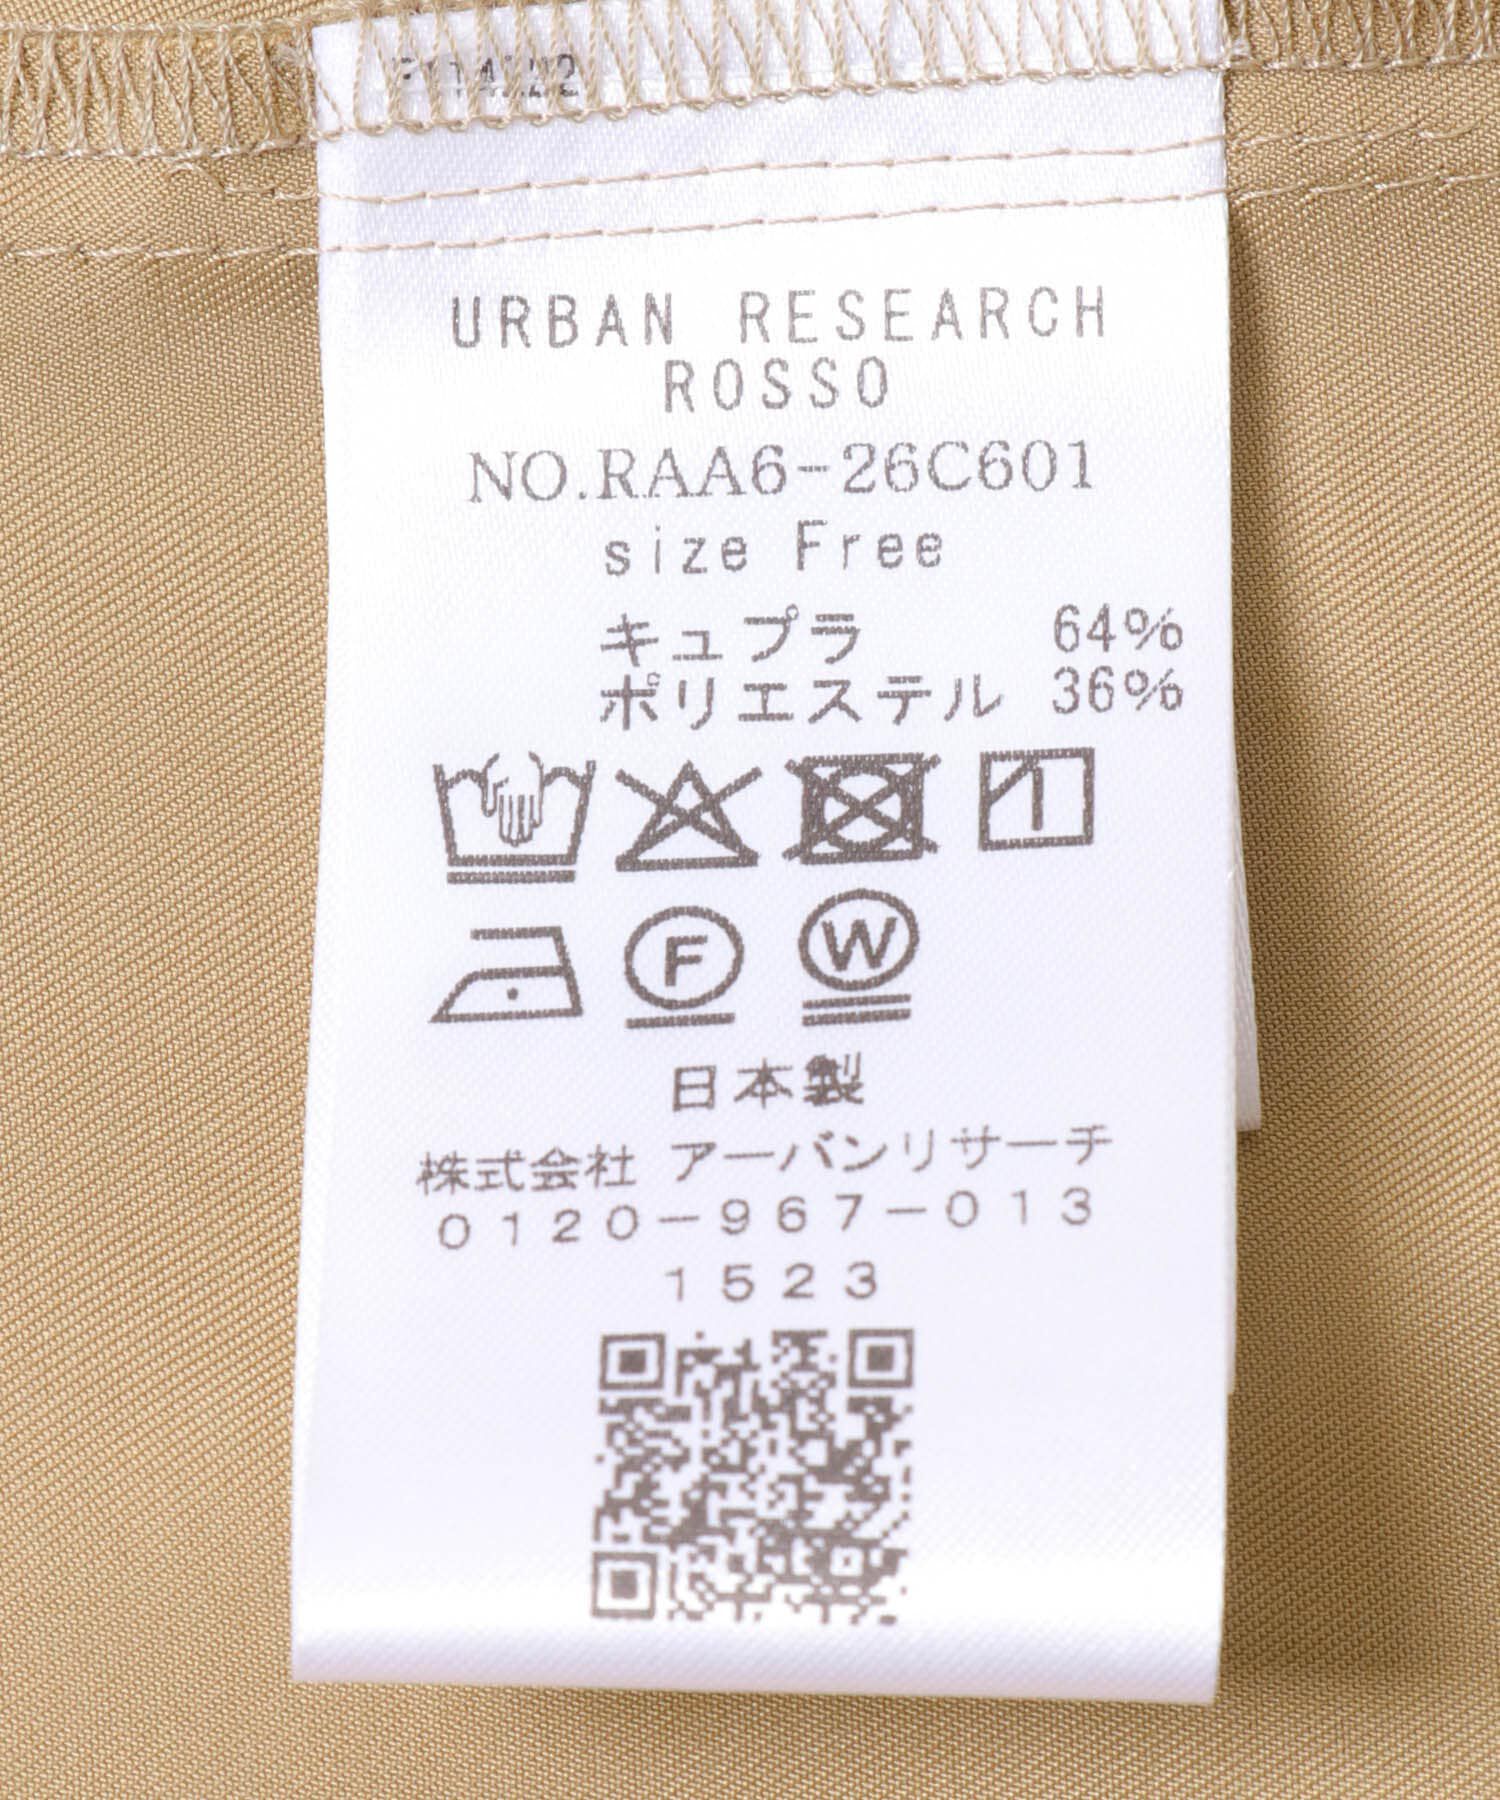 URBAN RESEARCH
ROSSO
NO.RAA6-26C601
size Free
キュプラ 64%
ポリエステル 36%
F W
日本製
株式会社 アーバンリサーチ
0120-967-013
1523